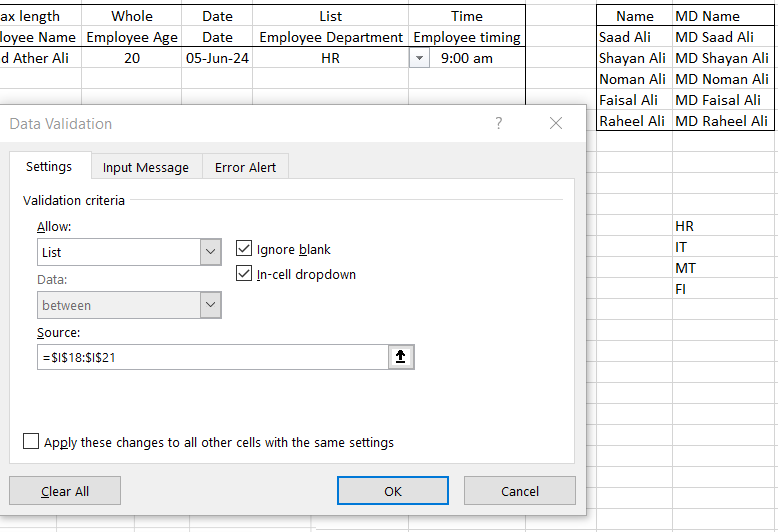 ax length Whole Date List Time Name MD Name
loyee Name Employee Age Date Employee Department Employee timing Saad Ali MD Saad Ali
d Ather Ali 20 05-Jun-24 HR 9:00 am Shayan Ali MD Shayan Ali
Noman Ali MD Noman Ali
Faisal Ali MD Faisal Ali
Raheel Ali MD Raheel Ali
Data Validation ?
Settings Input Message Error Alert
Validation criteria
Allow:
List Ignore blank
In-cell dropdown
Data:
between
Source:
=$I$18:$I$21
Apply these changes to all other cells with the same settings
Clear All OK Cancel
HR
IT
MT
FI